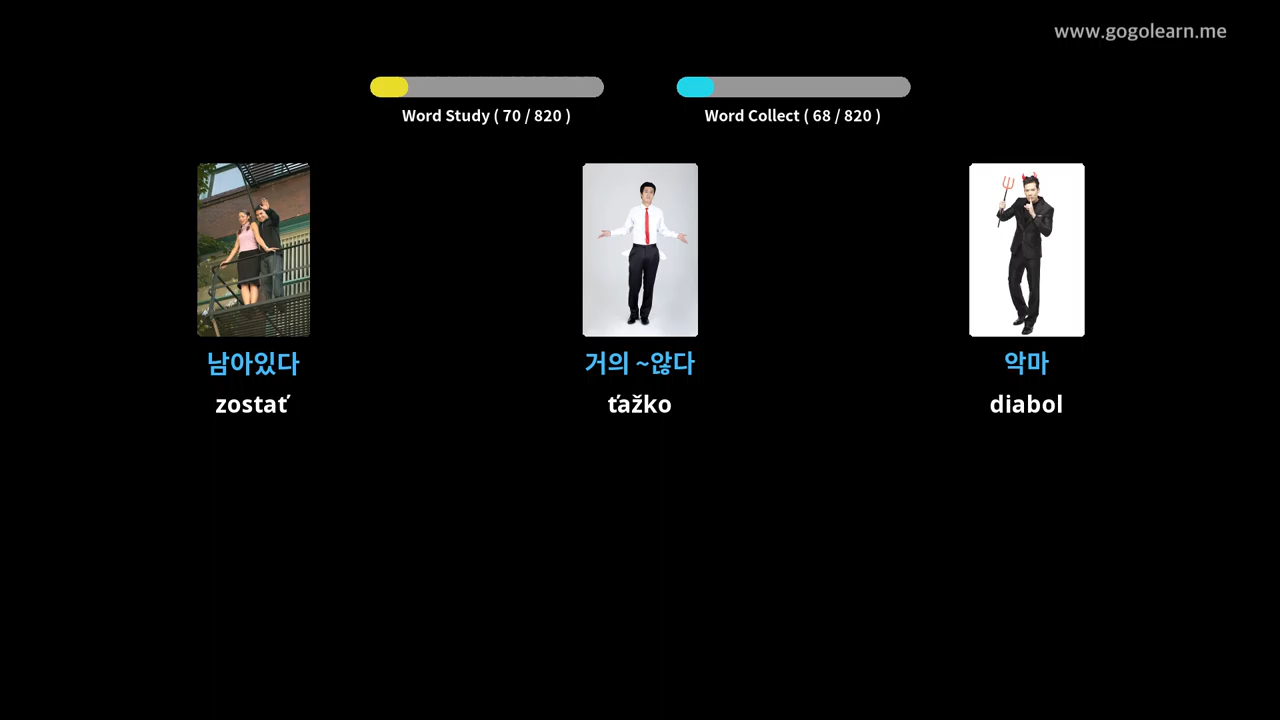 www.gogolearn.me
Word Study ( 70 / 820 )
Word Collect ( 68 / 820 )
남아있다
거의 ~않다
악마
zostať
ťažko
diabol